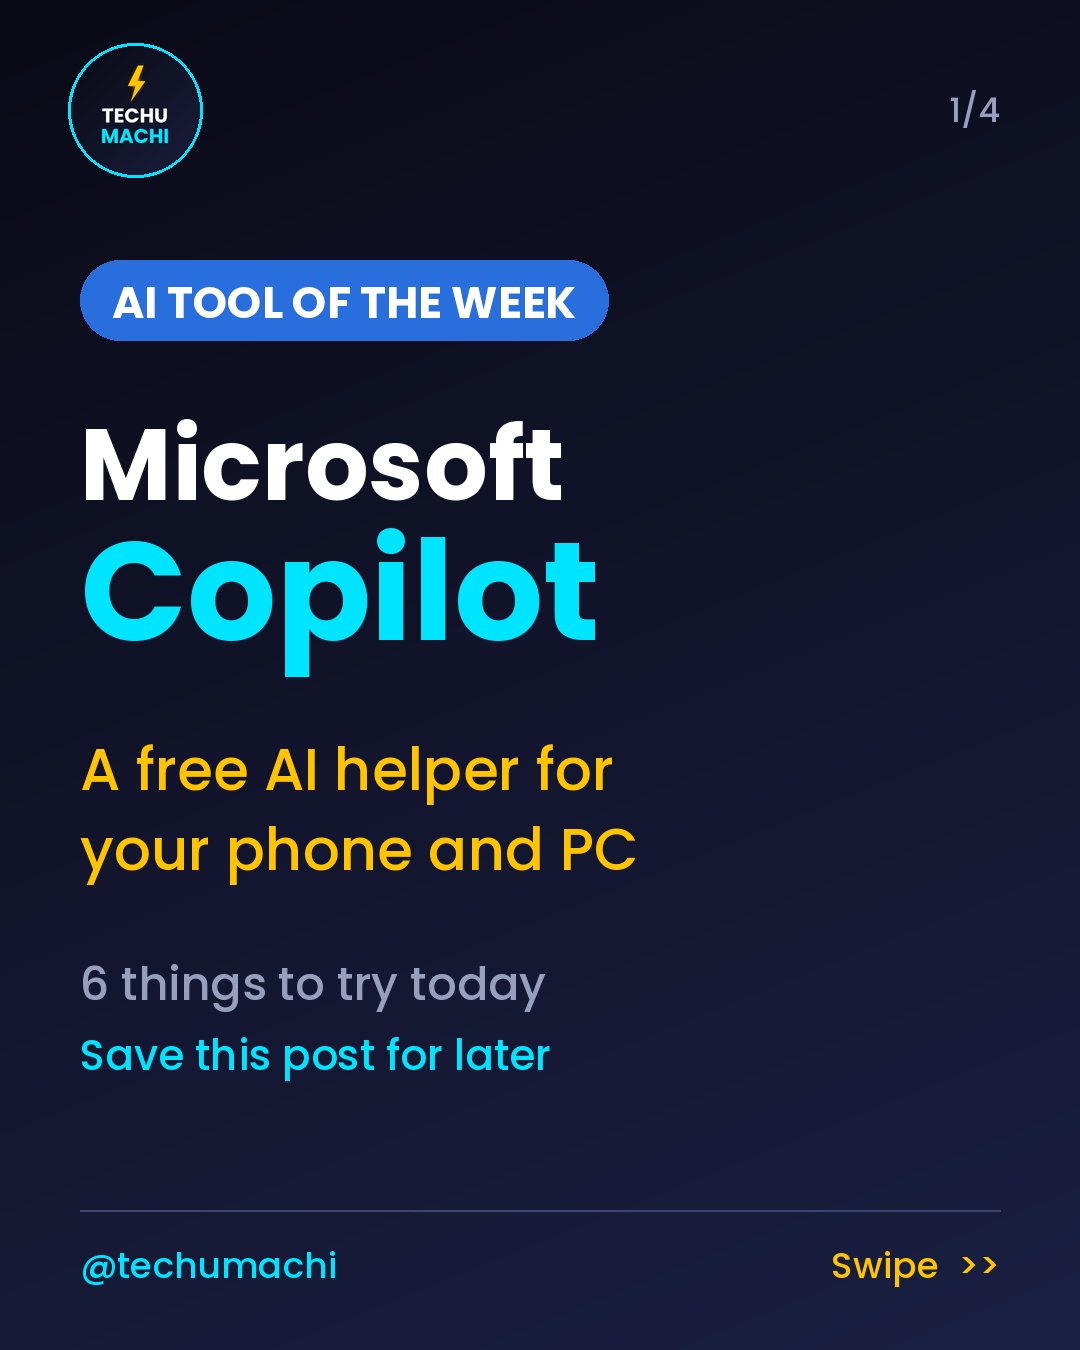 TECHU
MACHI
1/4
AI TOOL OF THE WEEK
Microsoft
Copilot
A free AI helper for
your phone and PC
6 things to try today
Save this post for later
@techumachi
Swipe >>